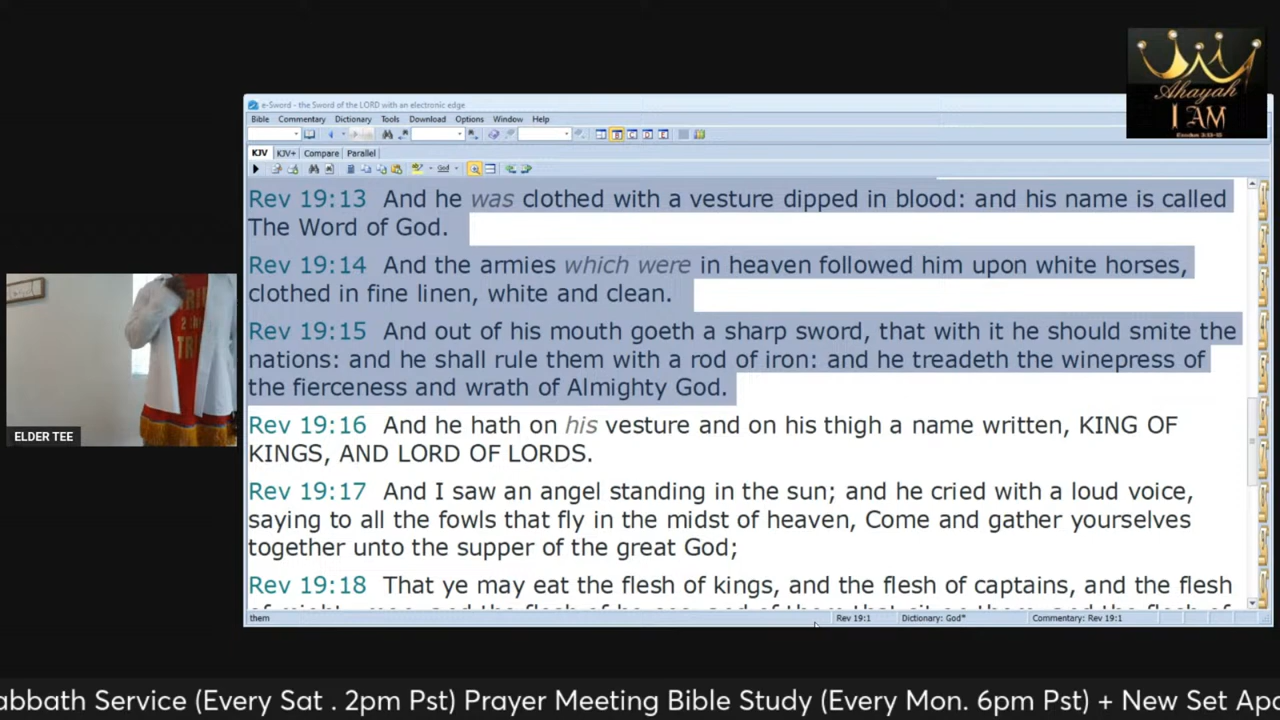 Ahayah
I AM
Exodus 3:13-15
e-Sword - the Sword of the LORD with an electronic edge
Bible Commentary Dictionary Tools Download Options Window Help
KJV KJV+ Compare Parallel
Rev 19:13 And he was clothed with a vesture dipped in blood: and his name is called
The Word of God.
Rev 19:14 And the armies which were in heaven followed him upon white horses,
clothed in fine linen, white and clean.
Rev 19:15 And out of his mouth goeth a sharp sword, that with it he should smite the
nations: and he shall rule them with a rod of iron: and he treadeth the winepress of
the fierceness and wrath of Almighty God.
Rev 19:16 And he hath on his vesture and on his thigh a name written, KING OF
KINGS, AND LORD OF LORDS.
Rev 19:17 And I saw an angel standing in the sun; and he cried with a loud voice,
saying to all the fowls that fly in the midst of heaven, Come and gather yourselves
together unto the supper of the great God;
Rev 19:18 That ye may eat the flesh of kings, and the flesh of captains, and the flesh
them Rev 19:1 Dictionary: God* Commentary: Rev 19:1
ELDER TEE
abbath Service (Every Sat . 2pm Pst) Prayer Meeting Bible Study (Every Mon. 6pm Pst) + New Set Apo